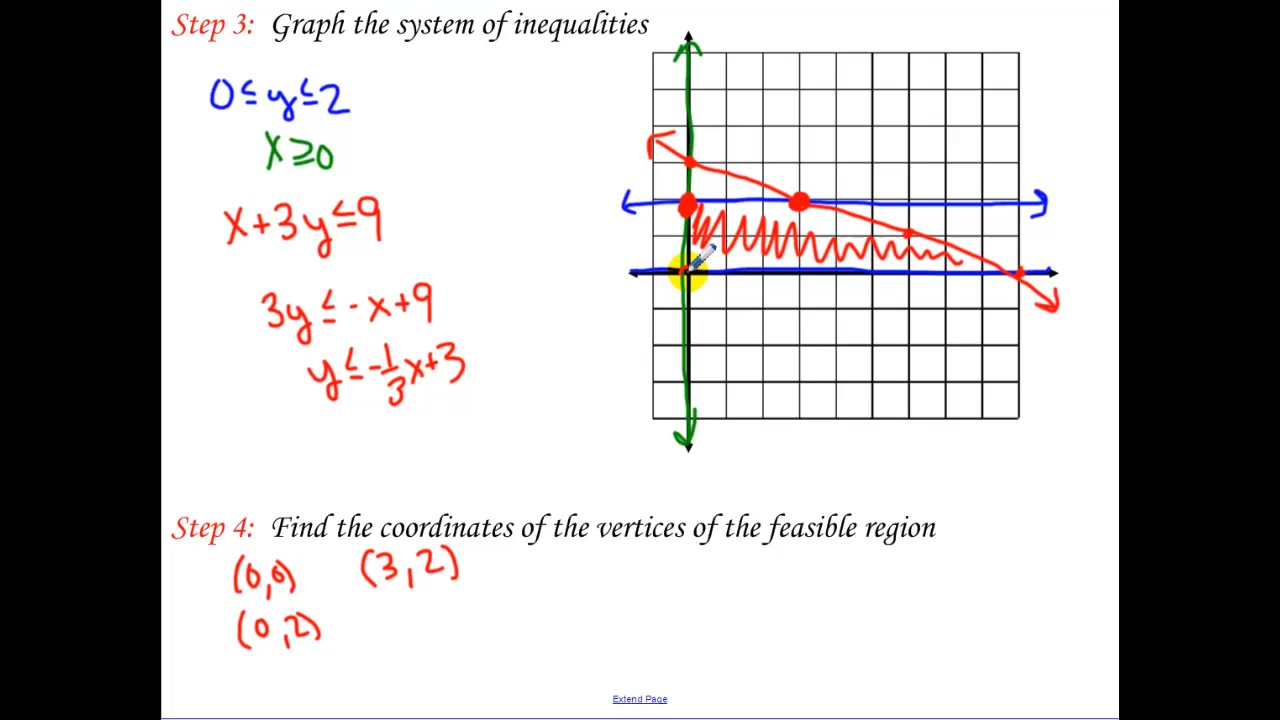 Step 3: Graph the system of inequalities
0 ≤ y ≤ 2
x ≥ 0
x + 3y ≤ 9
3y ≤ -x + 9
y ≤ -1/3 x + 3
Step 4: Find the coordinates of the vertices of the feasible region
(0,0) (3,2)
(0,2)
Extend Page